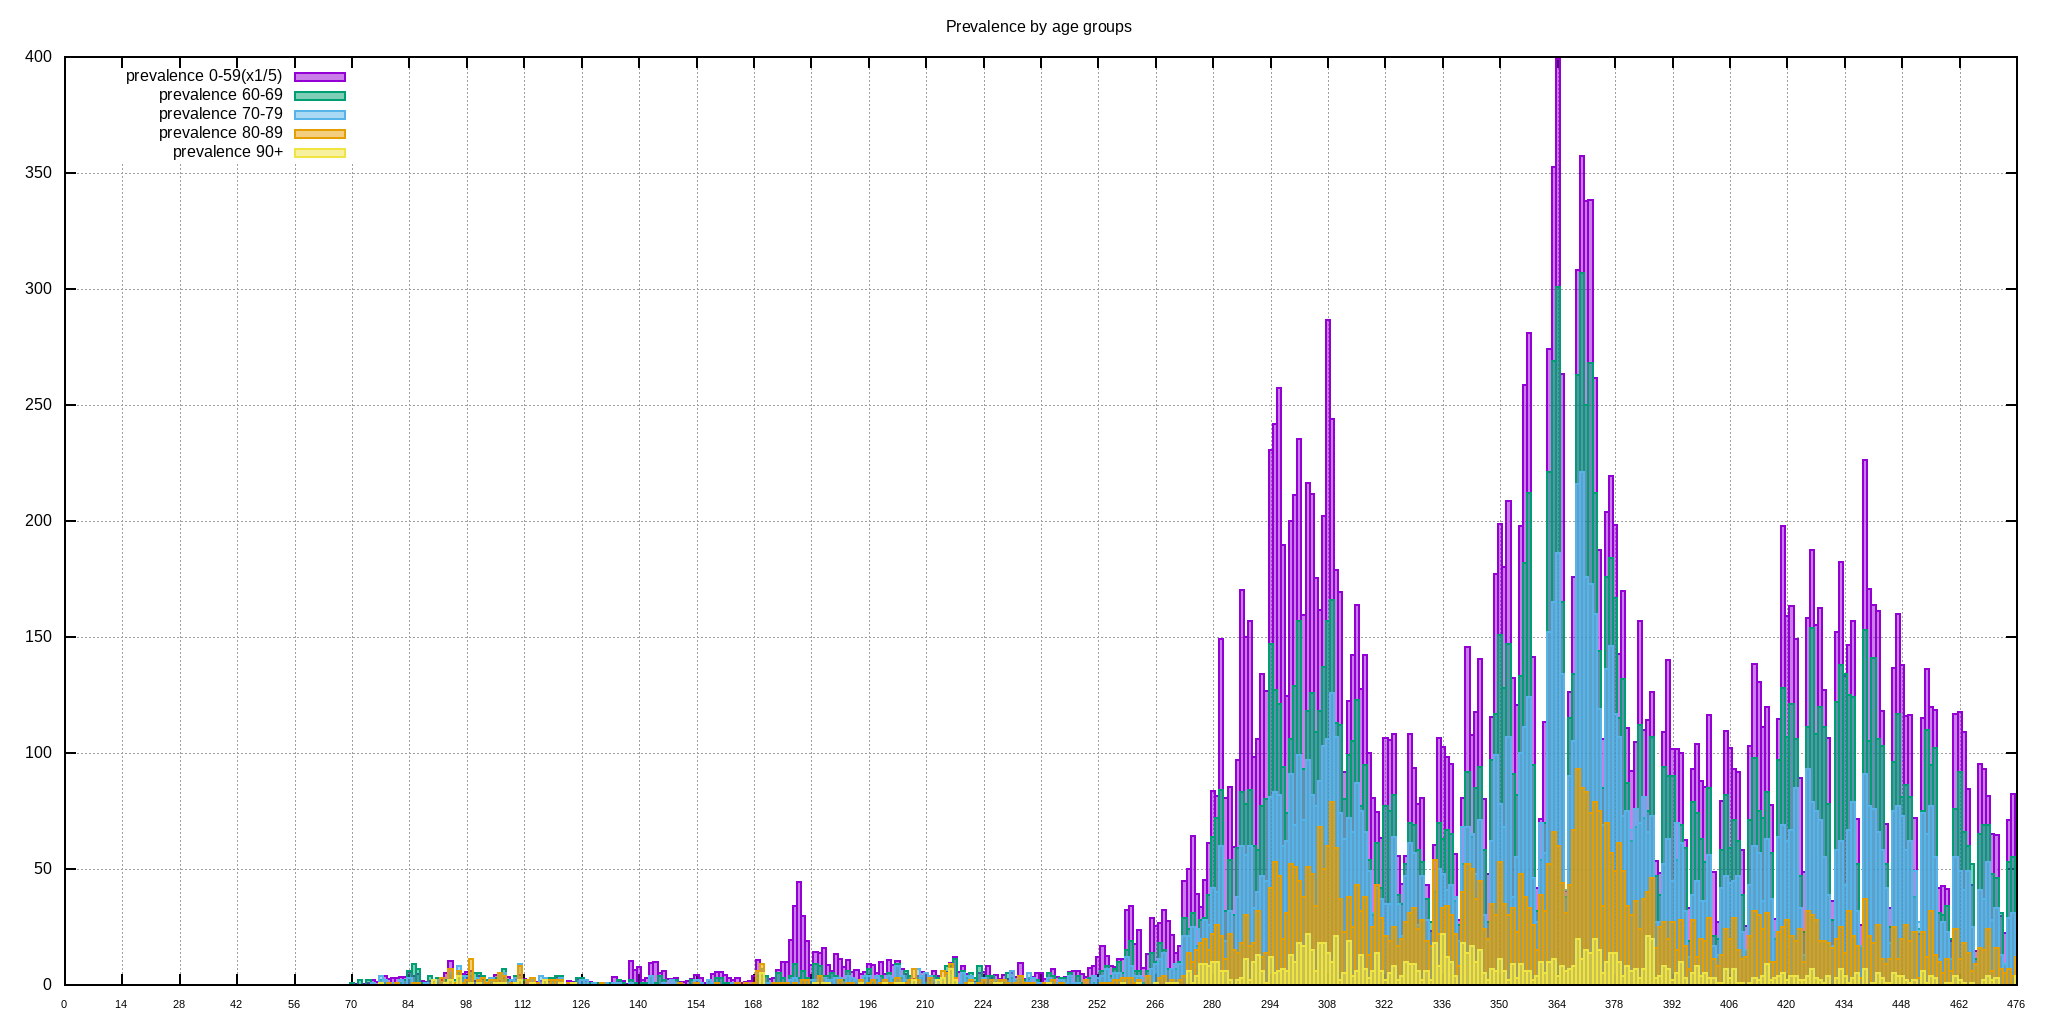 Prevalence by age groups
400
350
300
250
200
150
100
50
0
prevalence 0-59(x1/5)
prevalence 60-69
prevalence 70-79
prevalence 80-89
prevalence 90+
0 14 28 42 56 70 84 98 112 126 140 154 168 182 196 210 224 238 252 266 280 294 308 322 336 350 364 378 392 406 420 434 448 462 476